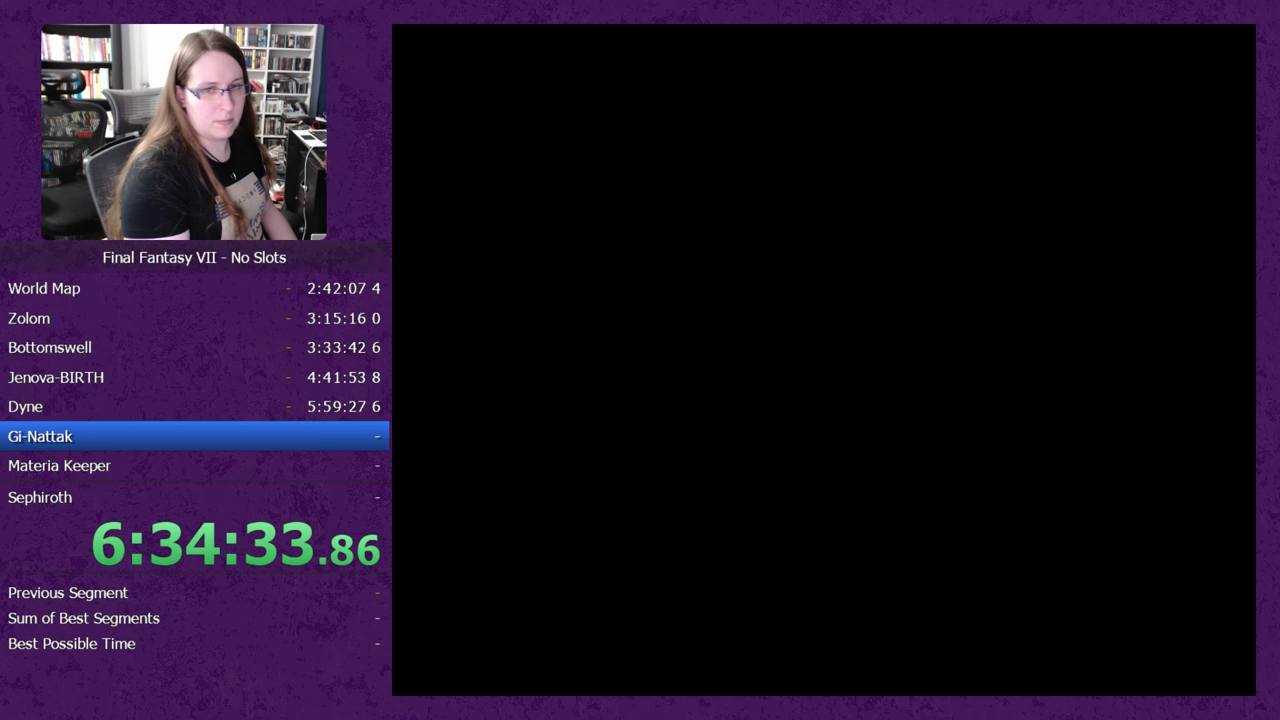 Final Fantasy VII - No Slots
World Map - 2:42:07 4
Zolom - 3:15:16 0
Bottomswell - 3:33:42 6
Jenova-BIRTH - 4:41:53 8
Dyne - 5:59:27 6
Gi-Nattak -
Materia Keeper -
Sephiroth -
6:34:33.86
Previous Segment -
Sum of Best Segments -
Best Possible Time -